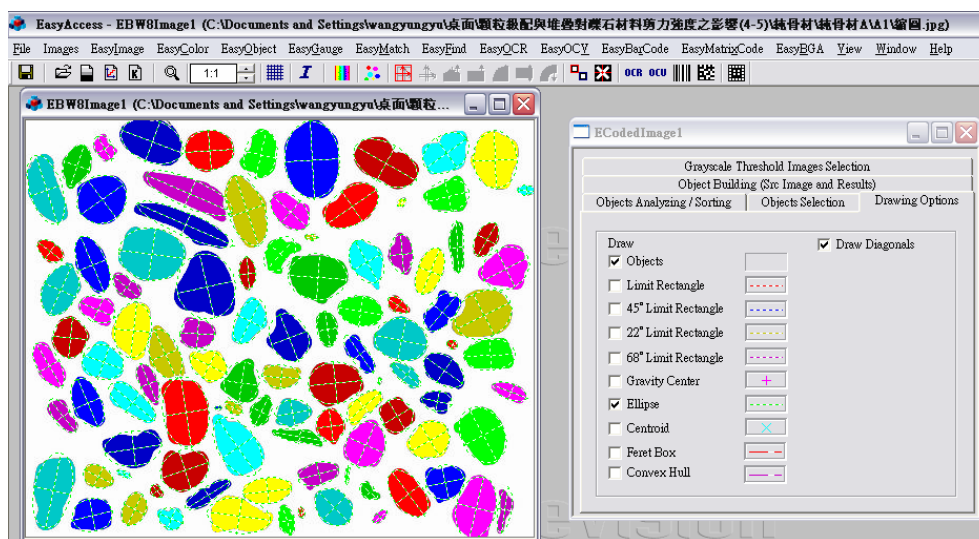 EasyAccess - EBW8Image1 (C:\Documents and Settings\wangyungyu\桌面\顆粒級配與堆疊對礫石材料剪力強度之影響(4-5)\純骨材\純骨材A\A1\縮圖.jpg)
File Images EasyImage EasyColor EasyObject EasyGauge EasyMatch EasyFind EasyOCR EasyOCV EasyBarCode EasyMatrixCode EasyBGA View Window Help
1:1 I OCR OCV
EBW8Image1 (C:\Documents and Settings\wangyungyu\桌面\顆粒...
ECodedImage1
Grayscale Threshold Images Selection
Object Building (Src Image and Results)
Objects Analyzing / Sorting Objects Selection Drawing Options
Draw Draw Diagonals
Objects
Limit Rectangle
45° Limit Rectangle
22° Limit Rectangle
68° Limit Rectangle
Gravity Center
Ellipse
Centroid
Feret Box
Convex Hull
evision